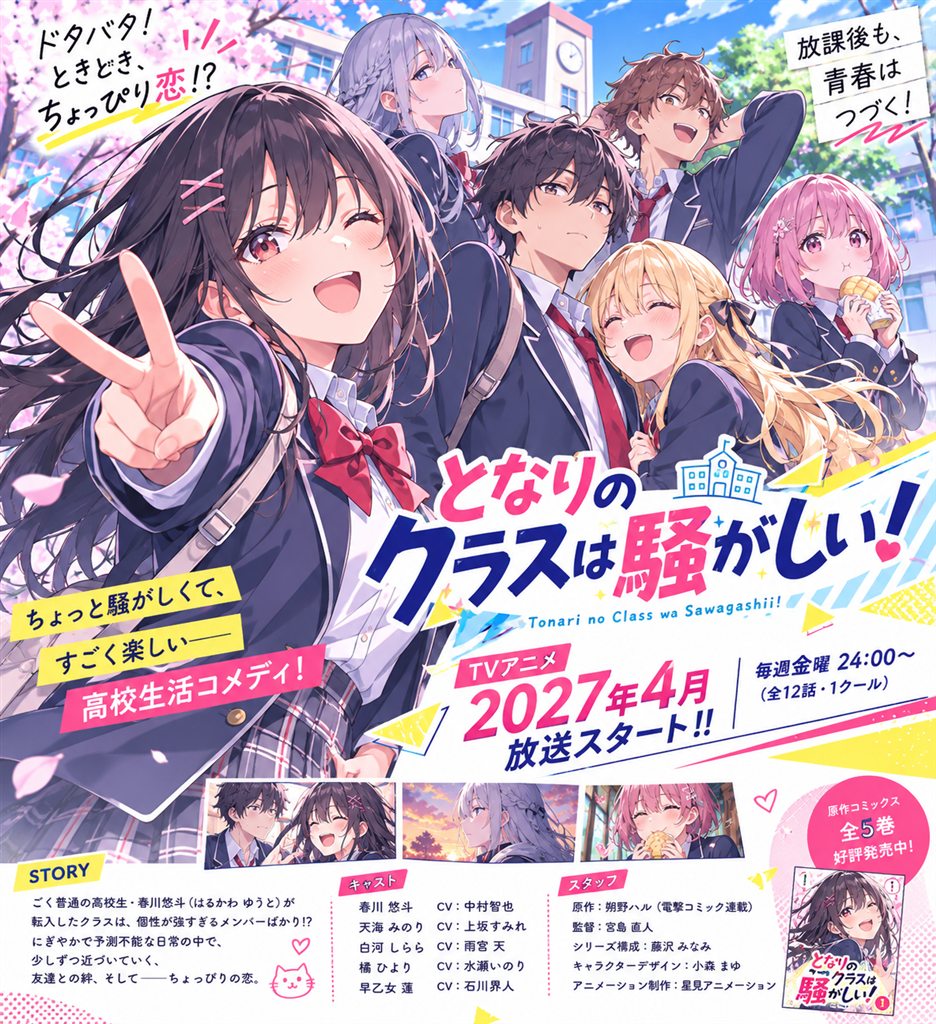 ドタバタ!
ときどき、
ちょっぴり恋!?
放課後も、
青春は
つづく!
となりの
クラスは騒がしい!
Tonari no Class wa Sawagashii!
ちょっと騒がしくて、
すごく楽しい――
高校生活コメディ!
TVアニメ
2027年4月
放送スタート!!
毎週金曜 24:00〜
(全12話・1クール)
原作コミックス
全5巻
好評発売中!
STORY
ごく普通の高校生・春川悠斗(はるかわ ゆうと)が
転入したクラスは、個性が強すぎるメンバーばかり!?
にぎやかで予測不能な日常の中で、
少しずつ近づいていく、
友達との絆、そして――ちょっぴりの恋。
キャスト
春川 悠斗 CV:中村智也
天海 みのり CV:上坂すみれ
白河 しらら CV:雨宮 天
橘 ひより CV:水瀬いのり
早乙女 蓮 CV:石川界人
スタッフ
原作:朔野ハル(電撃コミック連載)
監督:宮島 直人
シリーズ構成:藤沢 みなみ
キャラクターデザイン:小森 まゆ
アニメーション制作:星見アニメーション
となりの
クラスは
騒がしい!
1